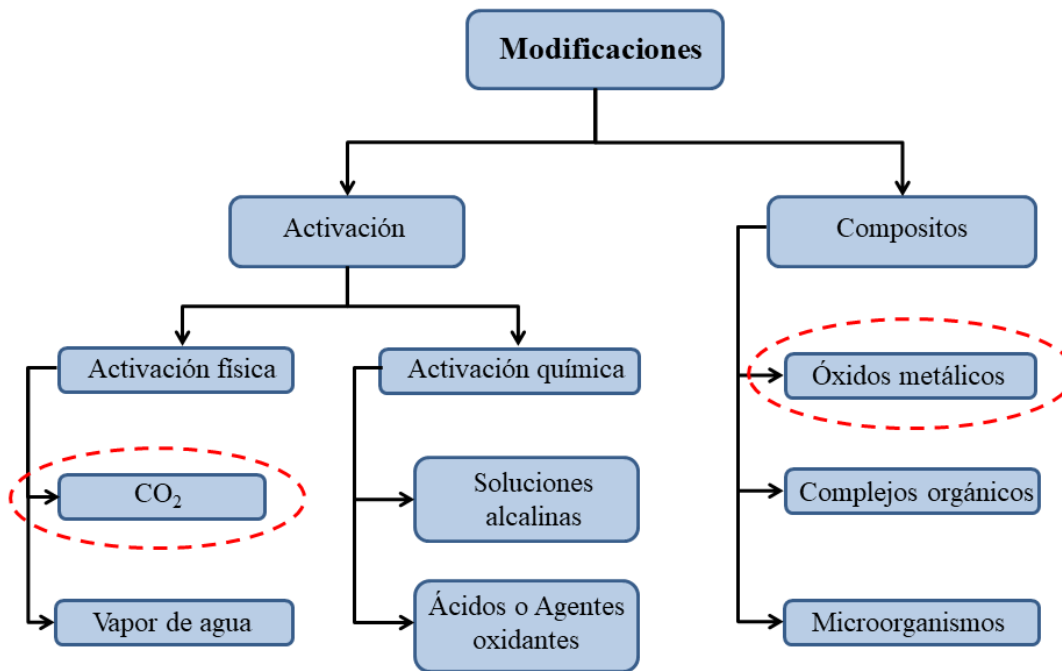 Modificaciones
Activación
Compositos
Activación física
Activación química
Óxidos metálicos
CO₂
Soluciones
alcalinas
Complejos orgánicos
Vapor de agua
Ácidos o Agentes
oxidantes
Microorganismos